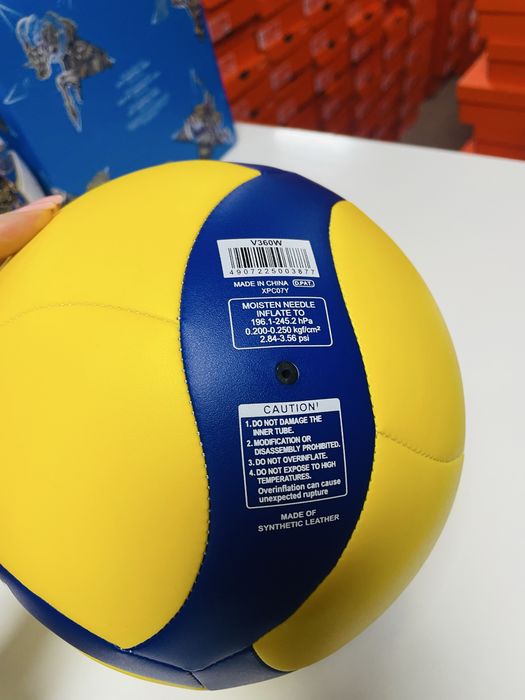 V360W
4907225003877
MADE IN CHINA D.PAT.
XPC07Y
MOISTEN NEEDLE
INFLATE TO
196.1-245.2 hPa
0.200-0.250 kgf/cm²
2.84-3.56 psi
CAUTION!
1.DO NOT DAMAGE THE
INNER TUBE.
2.MODIFICATION OR
DISASSEMBLY PROHIBITED.
3.DO NOT OVERINFLATE.
4.DO NOT EXPOSE TO HIGH
TEMPERATURES.
Overinflation can cause
unexpected rupture
MADE OF
SYNTHETIC LEATHER